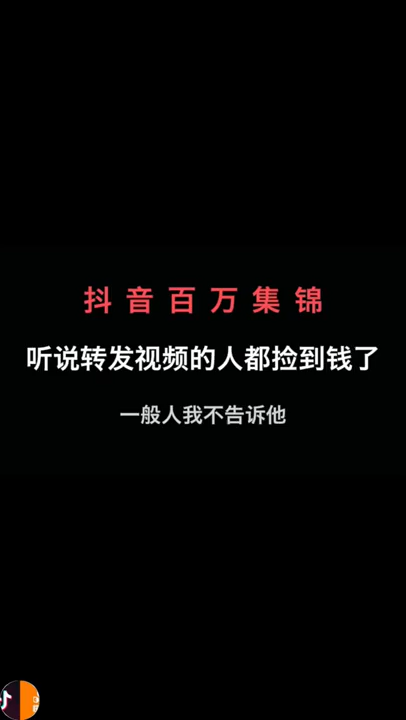 抖音百万集锦
听说转发视频的人都捡到钱了
一般人我不告诉他